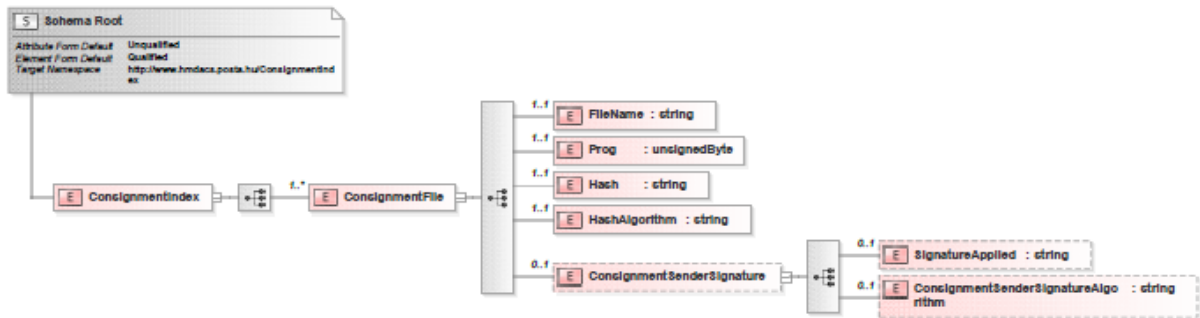 S Schema Root
Attribute Form Default Unqualified
Element Form Default Qualified
Target Namespace http://www.hmdacs.posta.hu/ConsignmentInd
ex
1..1
E FileName : string
1..1
E Prog : unsignedByte
1..1
E Hash : string
1..1
E HashAlgorithm : string
E ConsignmentIndex
1..*
E ConsignmentFile
0..1
E ConsignmentSenderSignature
0..1
E SignatureApplied : string
0..1
E ConsignmentSenderSignatureAlgo : string
rithm